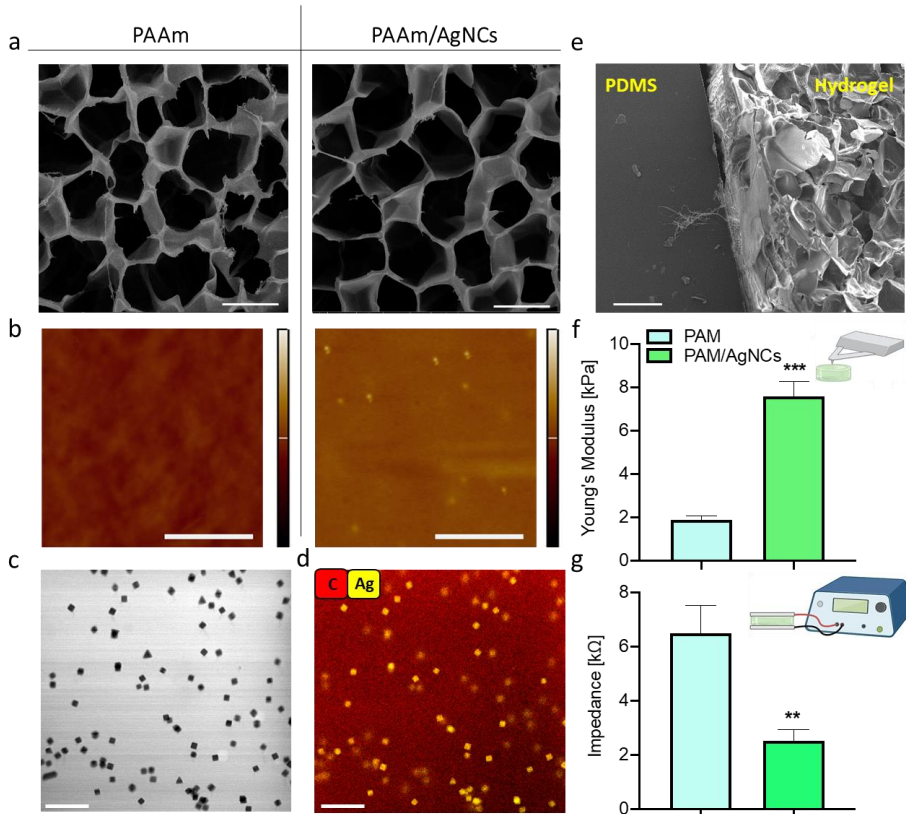 PAAm
PAAm/AgNCs
a
e
PDMS
Hydrogel
b
f
PAM
PAM/AgNCs
***
Young's Modulus [kPa]
10
8
6
4
2
0
c
d
C
Ag
g
**
Impedance [kΩ]
8
6
4
2
0